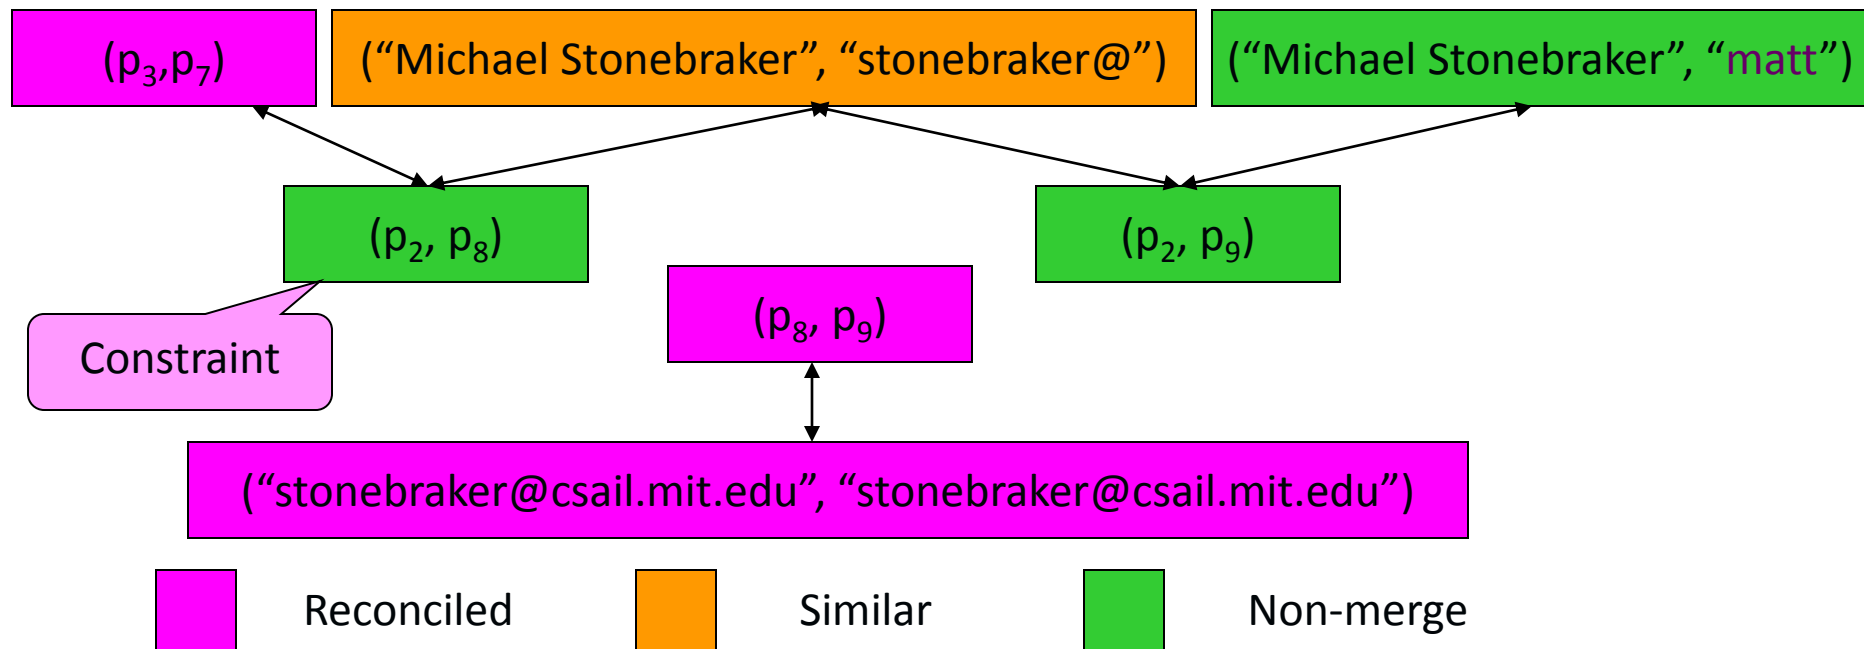 (p₃,p₇)
(“Michael Stonebraker”, “stonebraker@”)
(“Michael Stonebraker”, “matt”)
(p₂, p₈)
(p₂, p₉)
(p₈, p₉)
Constraint
(“stonebraker@csail.mit.edu”, “stonebraker@csail.mit.edu”)
Reconciled
Similar
Non-merge